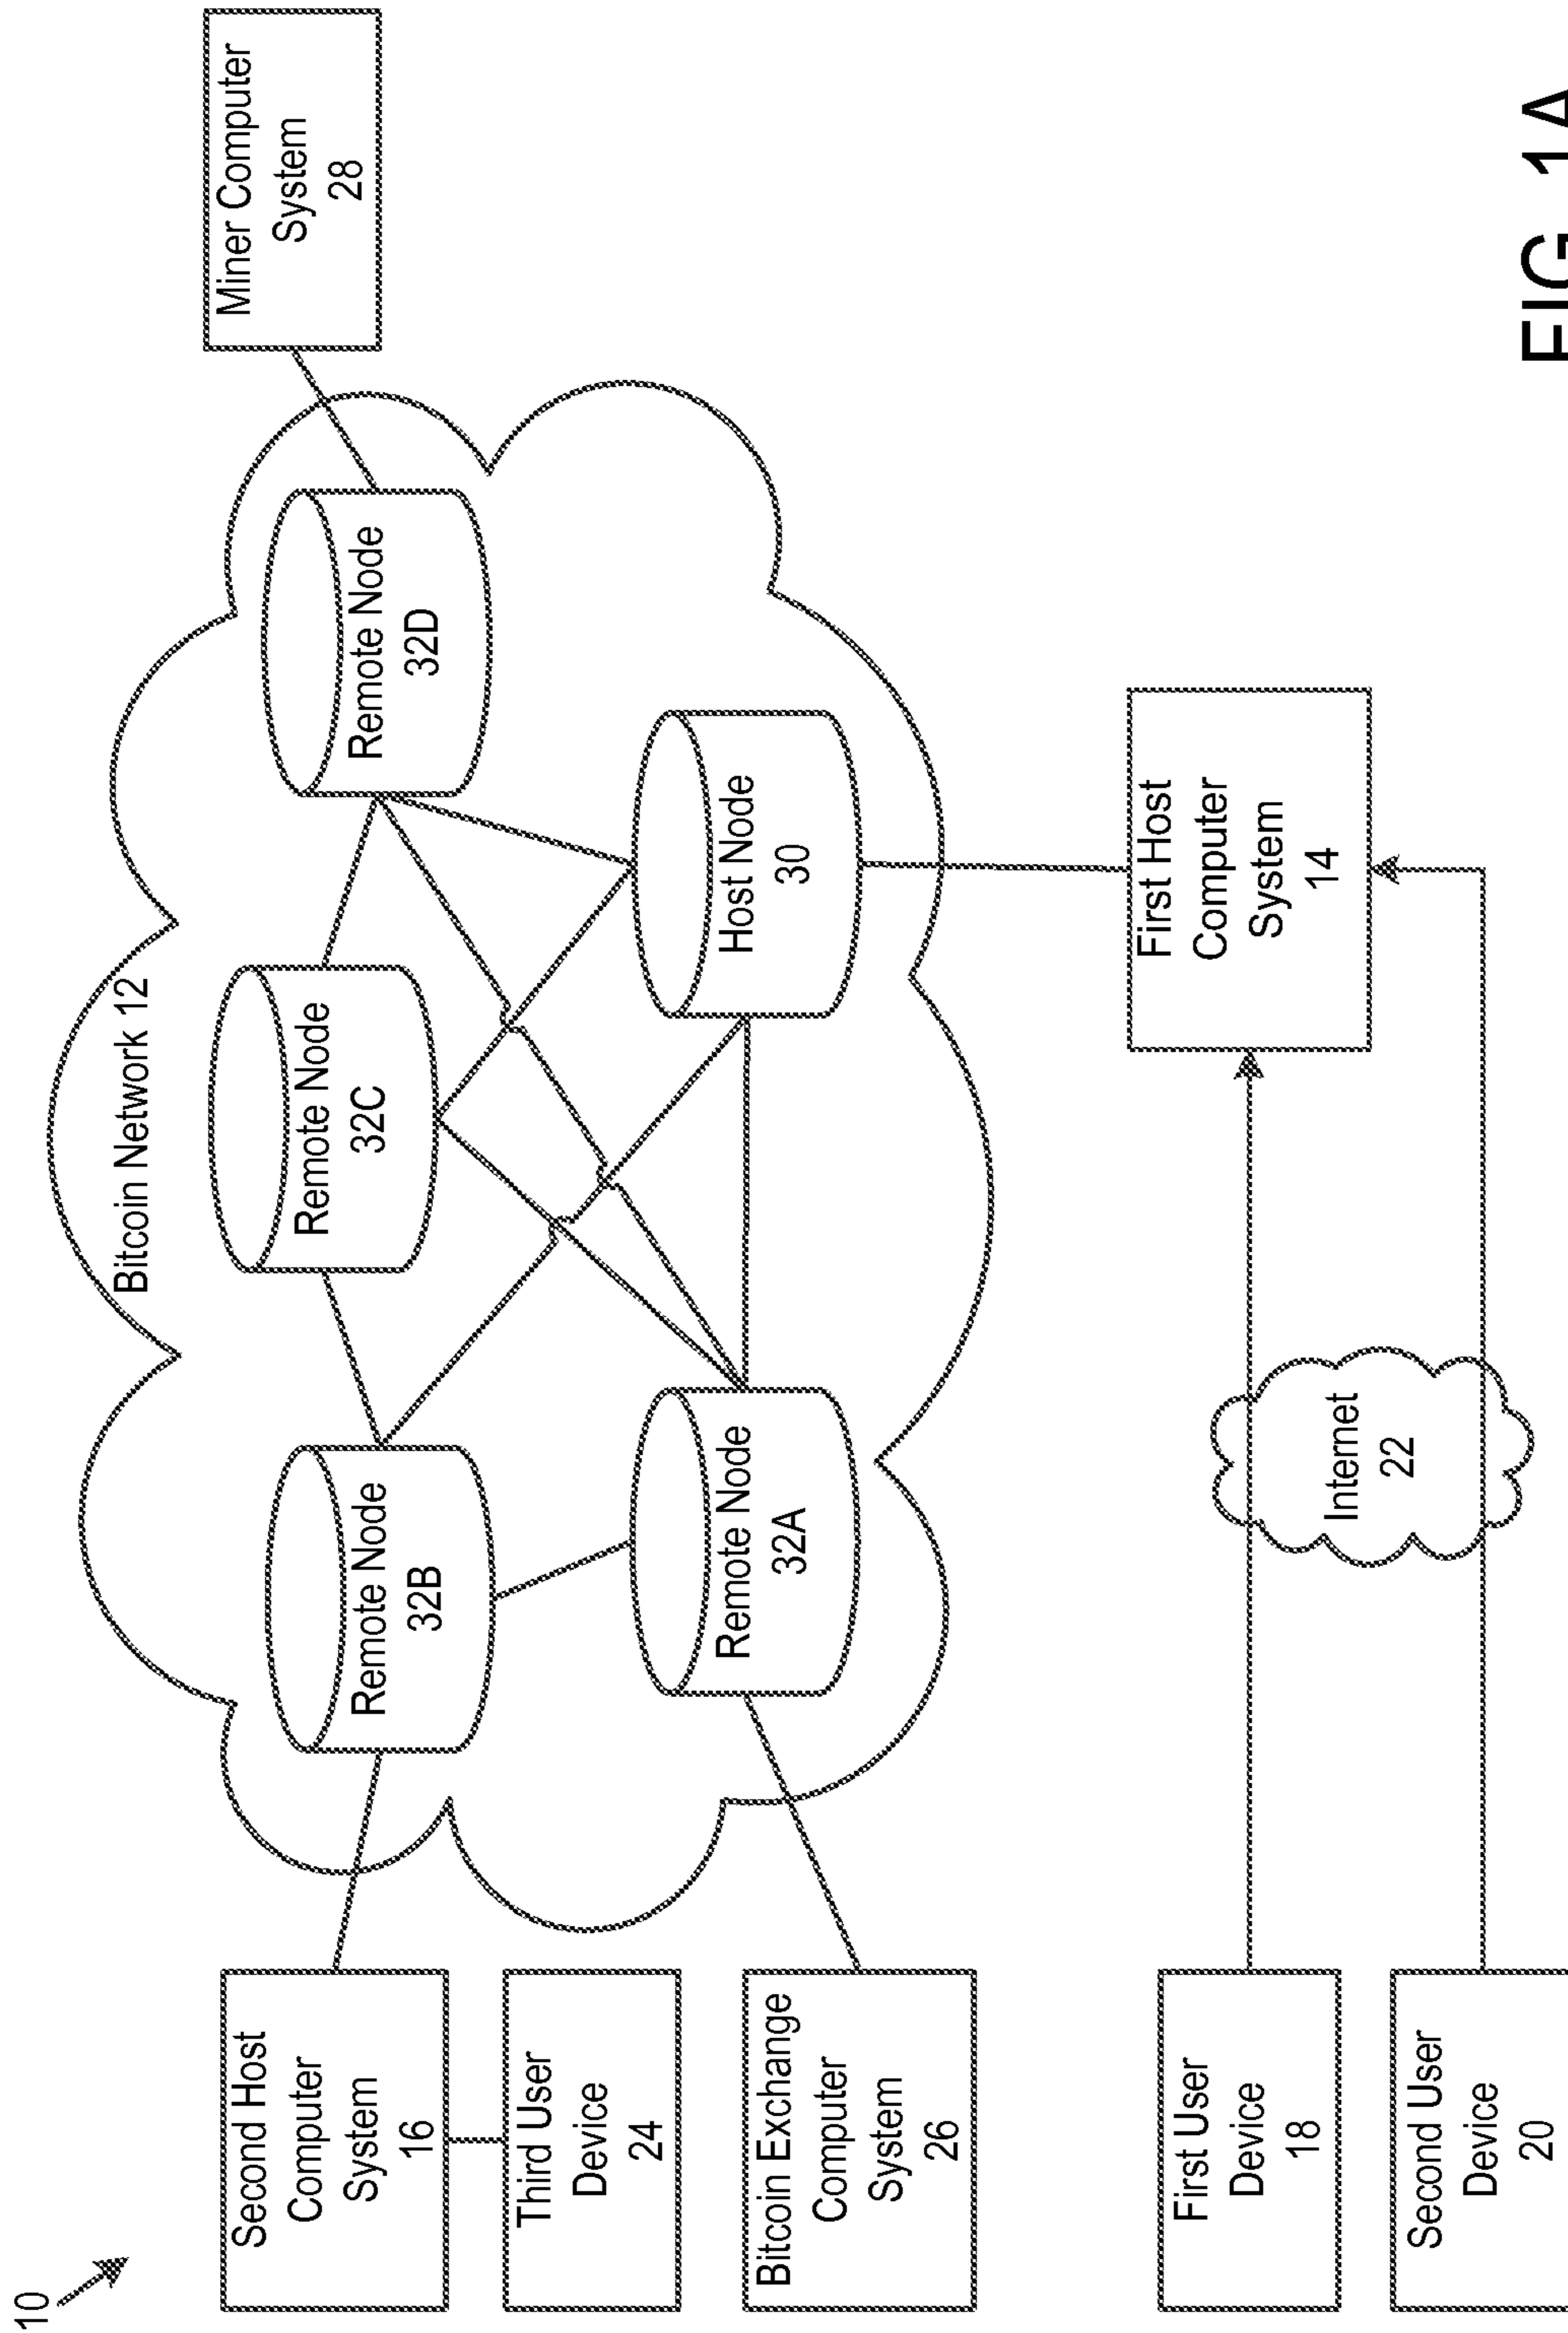 10
Bitcoin Network 12
Second Host
Computer
System
16
Third User
Device
24
Bitcoin Exchange
Computer
System
26
Remote Node
32B
Remote Node
32C
Remote Node
32D
Remote Node
32A
Host Node
30
Miner Computer
System
28
First User
Device
18
Second User
Device
20
Internet
22
First Host
Computer
System
14
FIG. 1A